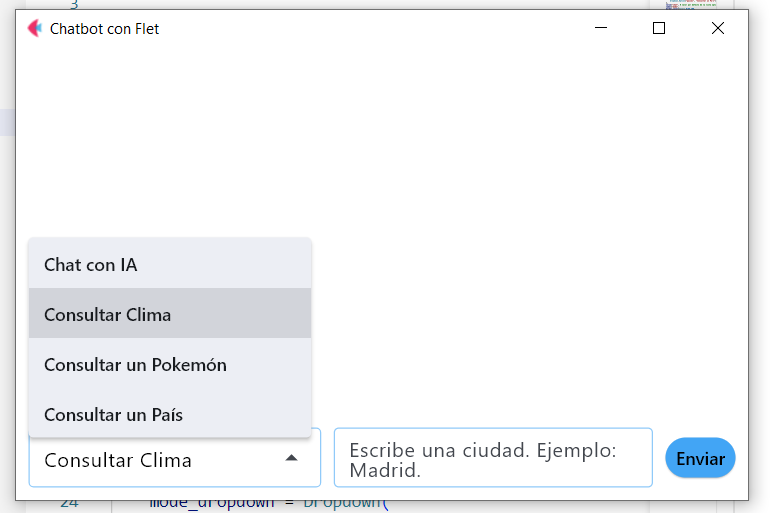 3
Chatbot con Flet
Chat con IA
Consultar Clima
Consultar un Pokemón
Consultar un País
Consultar Clima
Escribe una ciudad. Ejemplo:
Madrid.
Enviar
24 mode_dropdown = Dropdown(